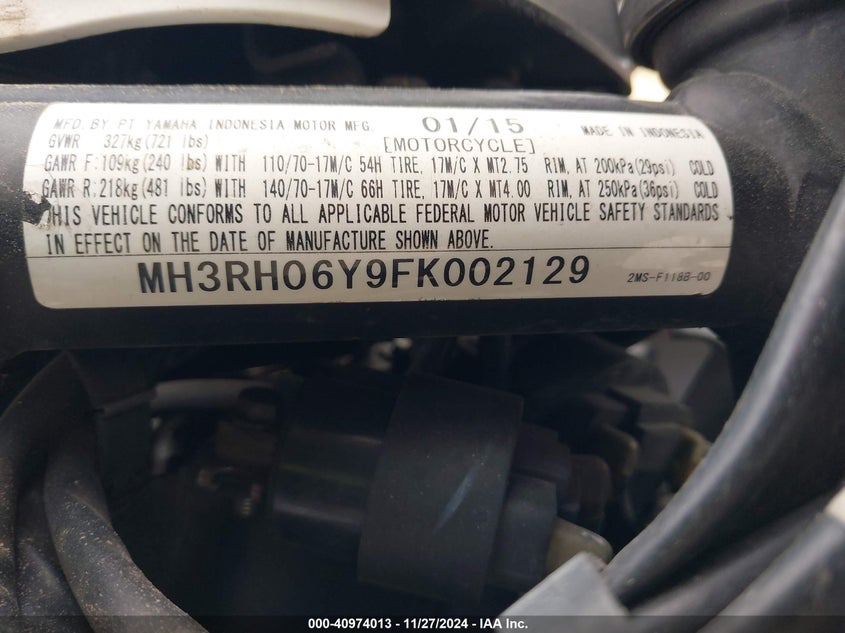 MFD. BY PT YAMAHA INDONESIA MOTOR MFG. 01/15 MADE IN INDONESIA
GVWR 327kg(721 lbs) [MOTORCYCLE]
GAWR F:109kg(240 lbs) WITH 110/70-17M/C 54H TIRE, 17M/C X MT2.75 RIM, AT 200kPa(29psi) COLD
GAWR R:218kg(481 lbs) WITH 140/70-17M/C 66H TIRE, 17M/C X MT4.00 RIM, AT 250kPa(36psi) COLD
THIS VEHICLE CONFORMS TO ALL APPLICABLE FEDERAL MOTOR VEHICLE SAFETY STANDARDS
IN EFFECT ON THE DATE OF MANUFACTURE SHOWN ABOVE.
MH3RH06Y9FK002129 2MS-F118B-00
000-40974013 - 11/27/2024 - IAA Inc.